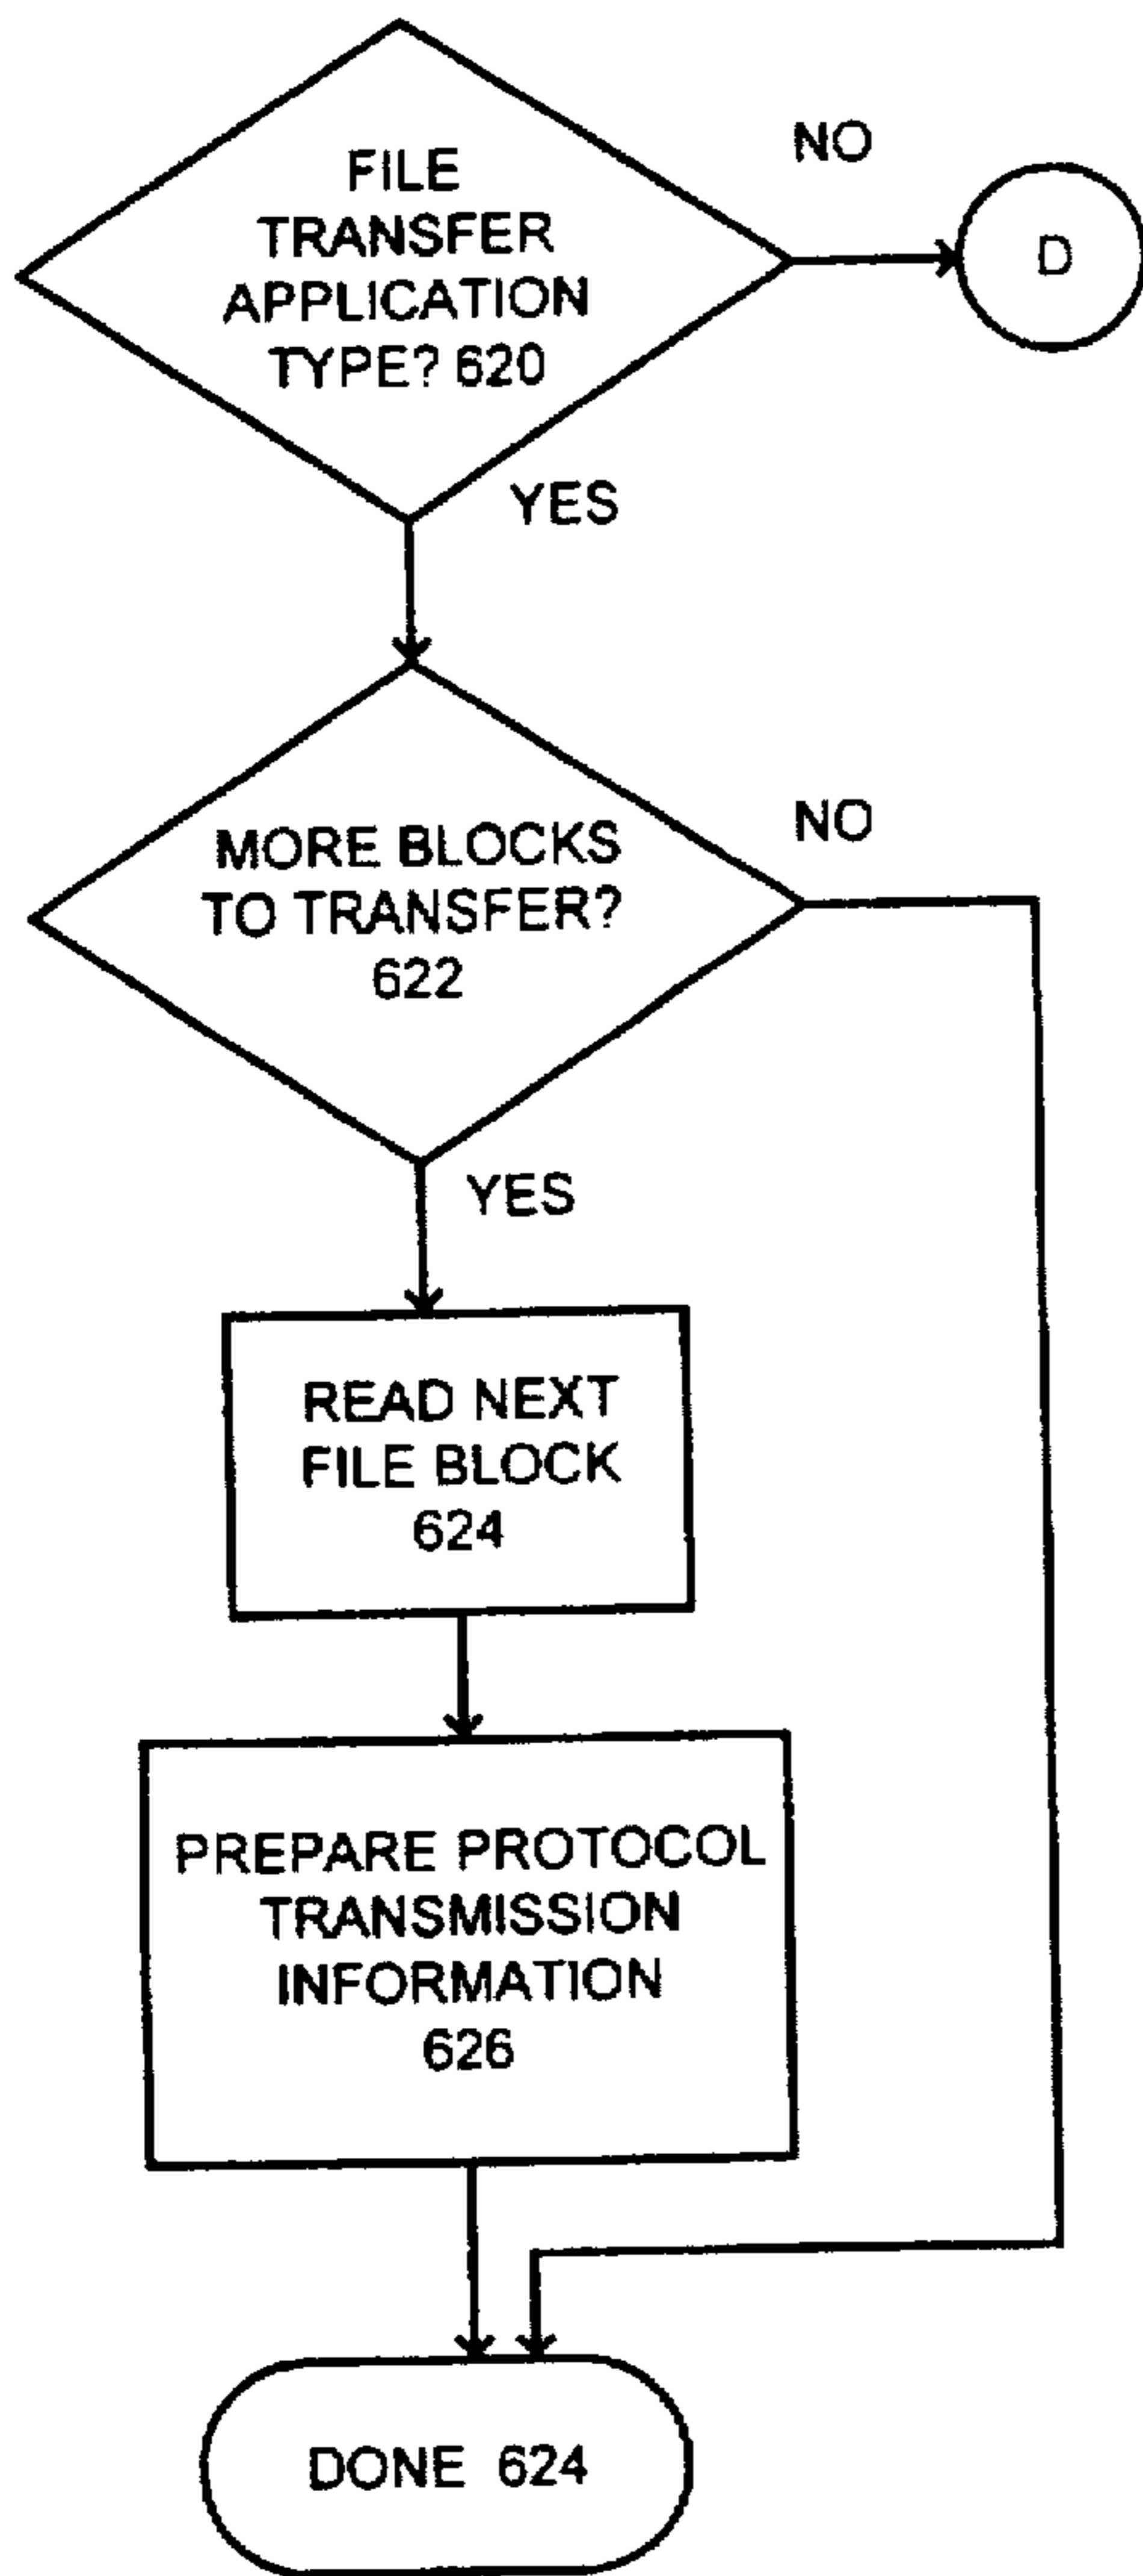 FILE
TRANSFER
APPLICATION
TYPE? 620
NO
D
YES
MORE BLOCKS
TO TRANSFER?
622
NO
YES
READ NEXT
FILE BLOCK
624
PREPARE PROTOCOL
TRANSMISSION
INFORMATION
626
DONE 624